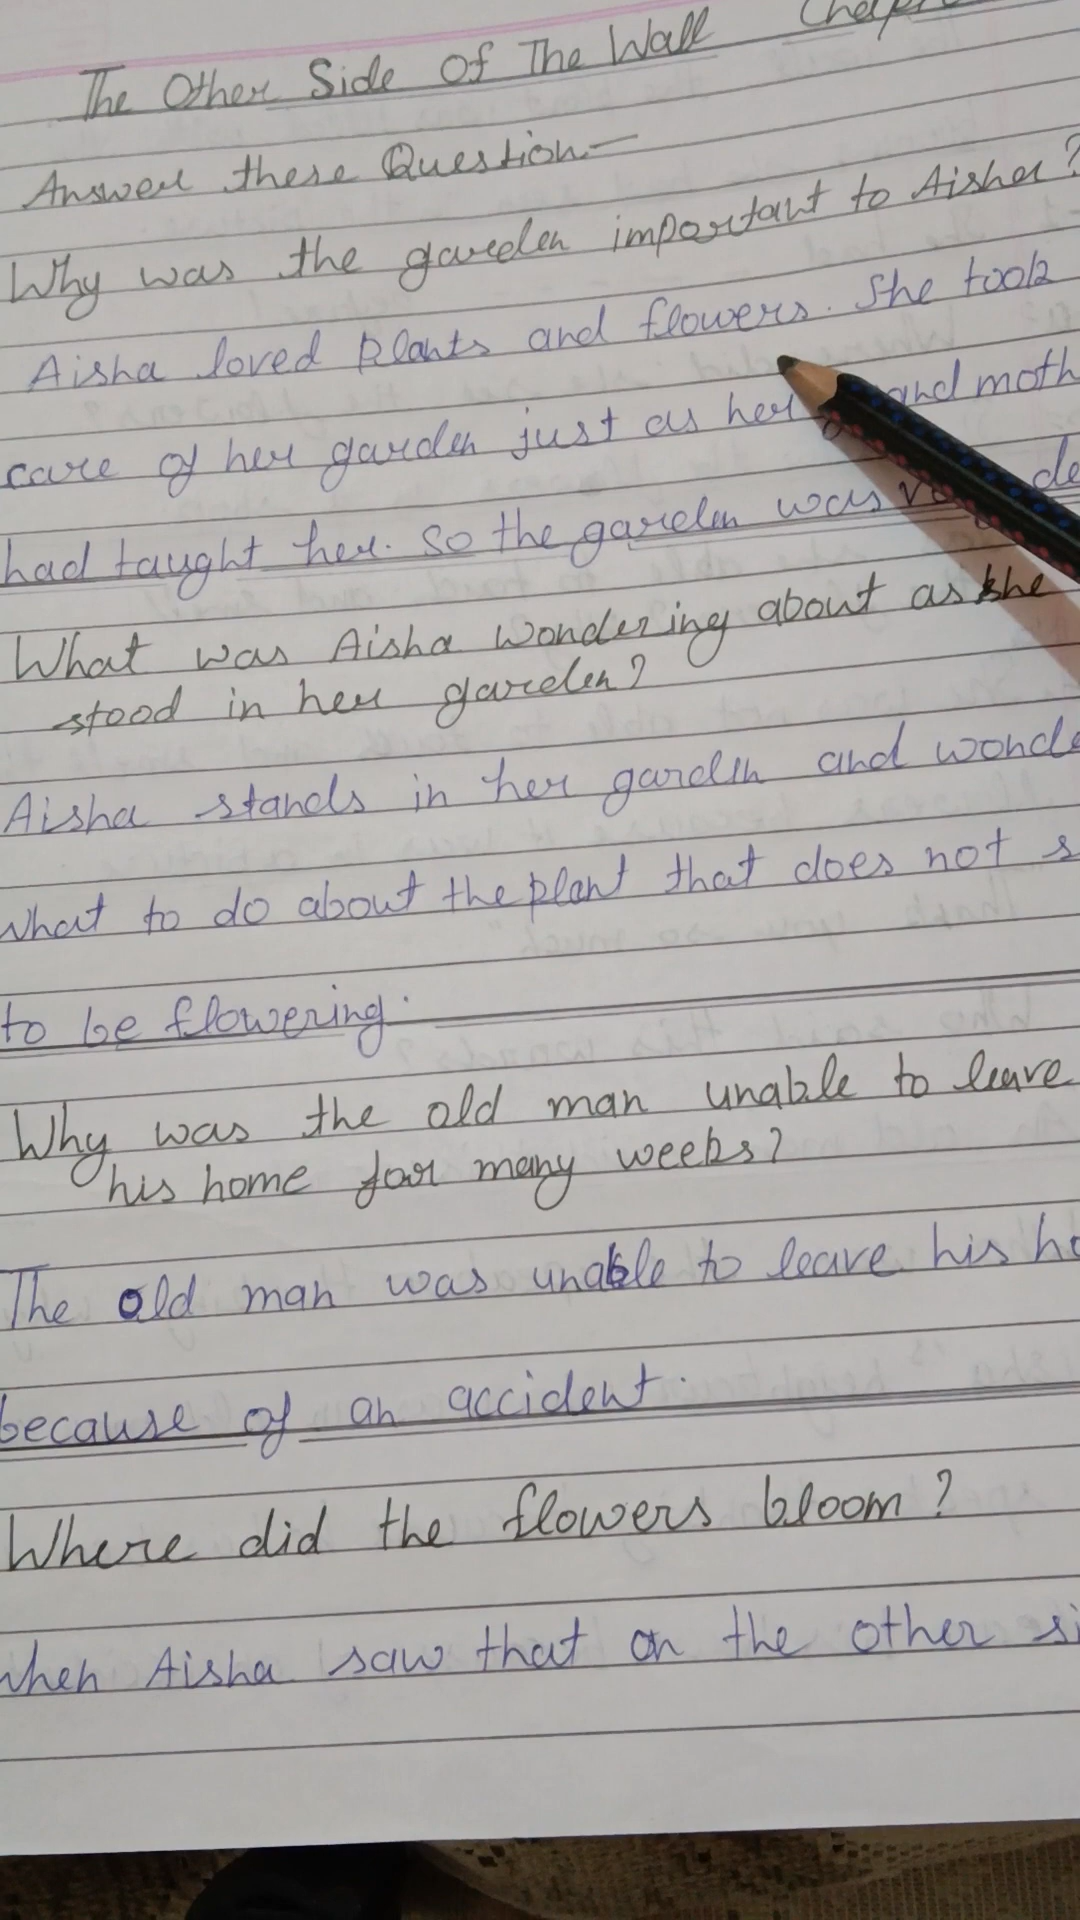 The Other Side Of The Wall
Answer these Question:-
Why was the garden important to Aisha?
Aisha loved plants and flowers. She took
care of her garden just as her
had taught her. so the garden was
What was Aisha wondering about as she
stood in her garden?
Aisha stands in her garden and
what to do about the plant that does not
to be flowering.
Why was the old man unable to leave
his home for many weeks?
The old man was unable to leave his
because of an accident.
Where did the flowers bloom?
when Aisha saw that on the other